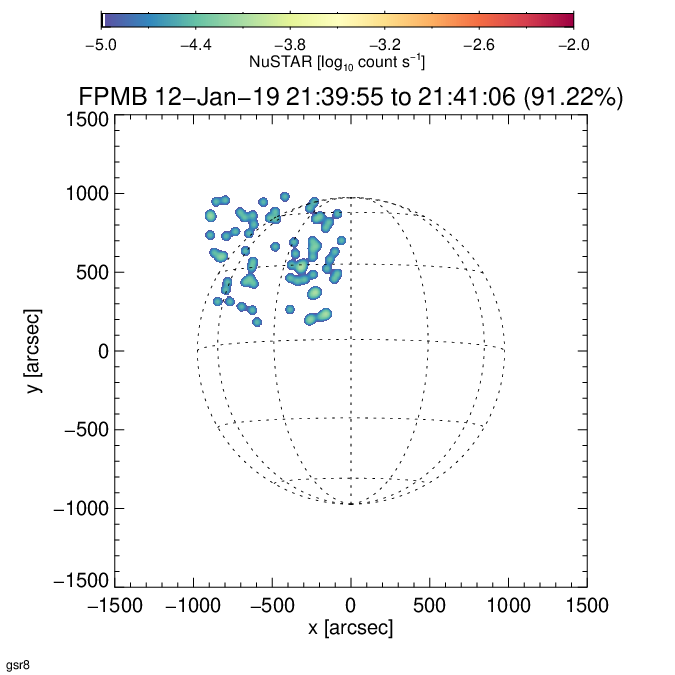 −5.0 −4.4 −3.8 −3.2 −2.6 −2.0
NuSTAR [log₁₀ count s⁻¹]
FPMB 12−Jan−19 21:39:55 to 21:41:06 (91.22%)
1500
1000
500
0
−500
−1000
−1500
y [arcsec]
−1500 −1000 −500 0 500 1000 1500
x [arcsec]
gsr8